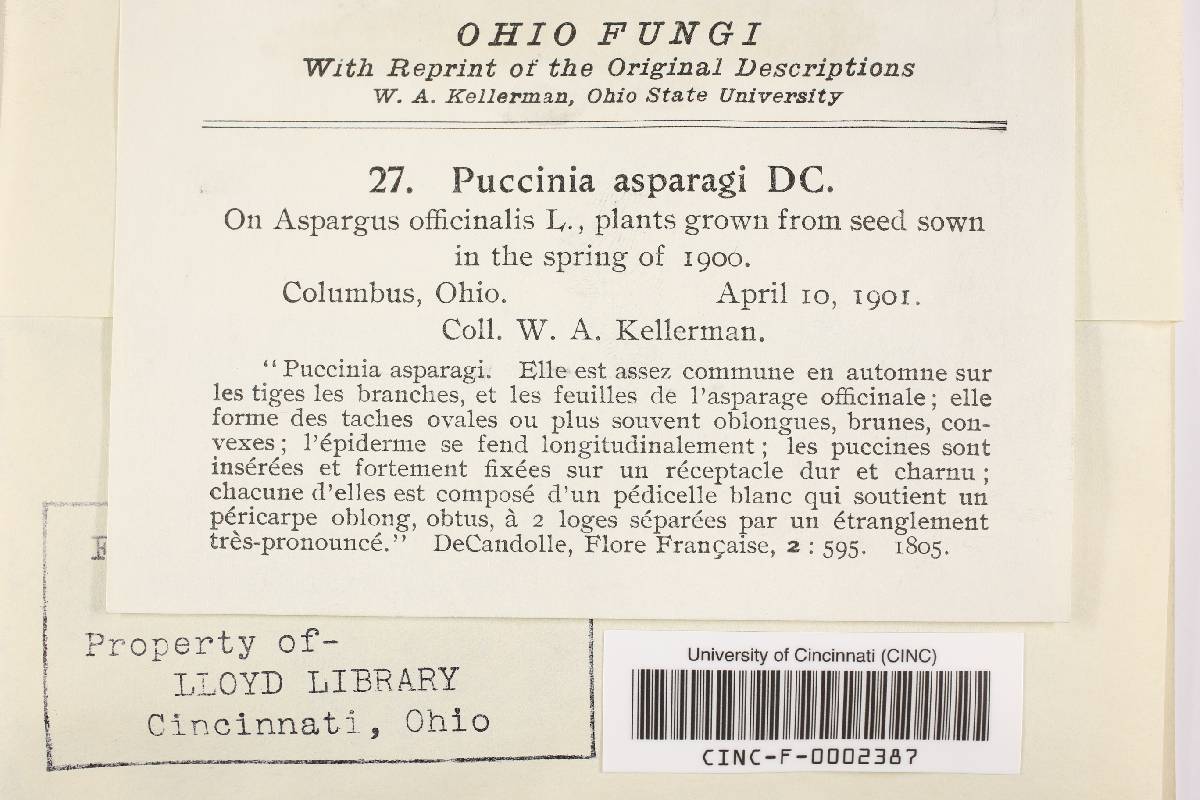 OHIO FUNGI
With Reprint of the Original Descriptions
W. A. Kellerman, Ohio State University
27. Puccinia asparagi DC.
On Aspargus officinalis L., plants grown from seed sown
in the spring of 1900.
Columbus, Ohio. April 10, 1901.
Coll. W. A. Kellerman.
“Puccinia asparagi. Elle est assez commune en automne sur
les tiges les branches, et les feuilles de l'asparage officinale; elle
forme des taches ovales ou plus souvent oblongues, brunes, con-
vexes; l'épiderme se fend longitudinalement; les puccines sont
insérées et fortement fixées sur un réceptacle dur et charnu;
chacune d'elles est composé d'un pédicelle blanc qui soutient un
péricarpe oblong, obtus, à 2 loges séparées par un étranglement
très-pronouncé.” DeCandolle, Flore Française, 2 : 595. 1805.
Property of-
LLOYD LIBRARY
Cincinnati, Ohio
University of Cincinnati (CINC)
CINC-F-0002387